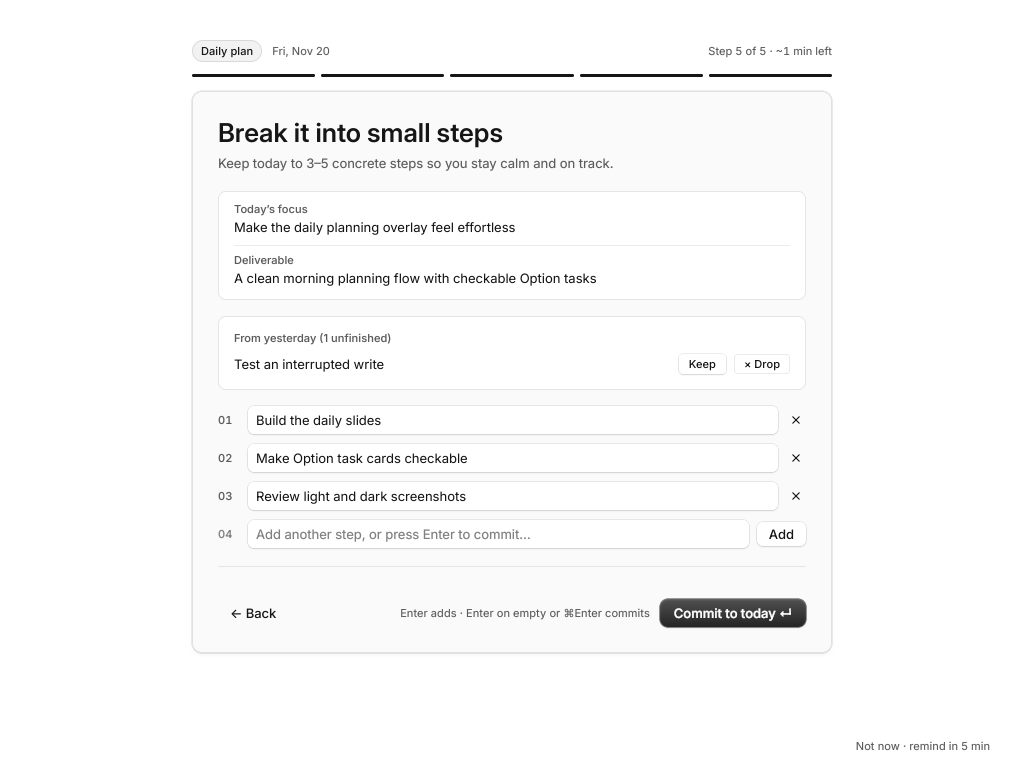 Daily plan Fri, Nov 20 Step 5 of 5 · ~1 min left
Break it into small steps
Keep today to 3–5 concrete steps so you stay calm and on track.
Today's focus
Make the daily planning overlay feel effortless
Deliverable
A clean morning planning flow with checkable Option tasks
From yesterday (1 unfinished)
Test an interrupted write Keep × Drop
01 Build the daily slides ×
02 Make Option task cards checkable ×
03 Review light and dark screenshots ×
04 Add another step, or press Enter to commit... Add
← Back Enter adds · Enter on empty or ⌘Enter commits Commit to today ↵
Not now · remind in 5 min